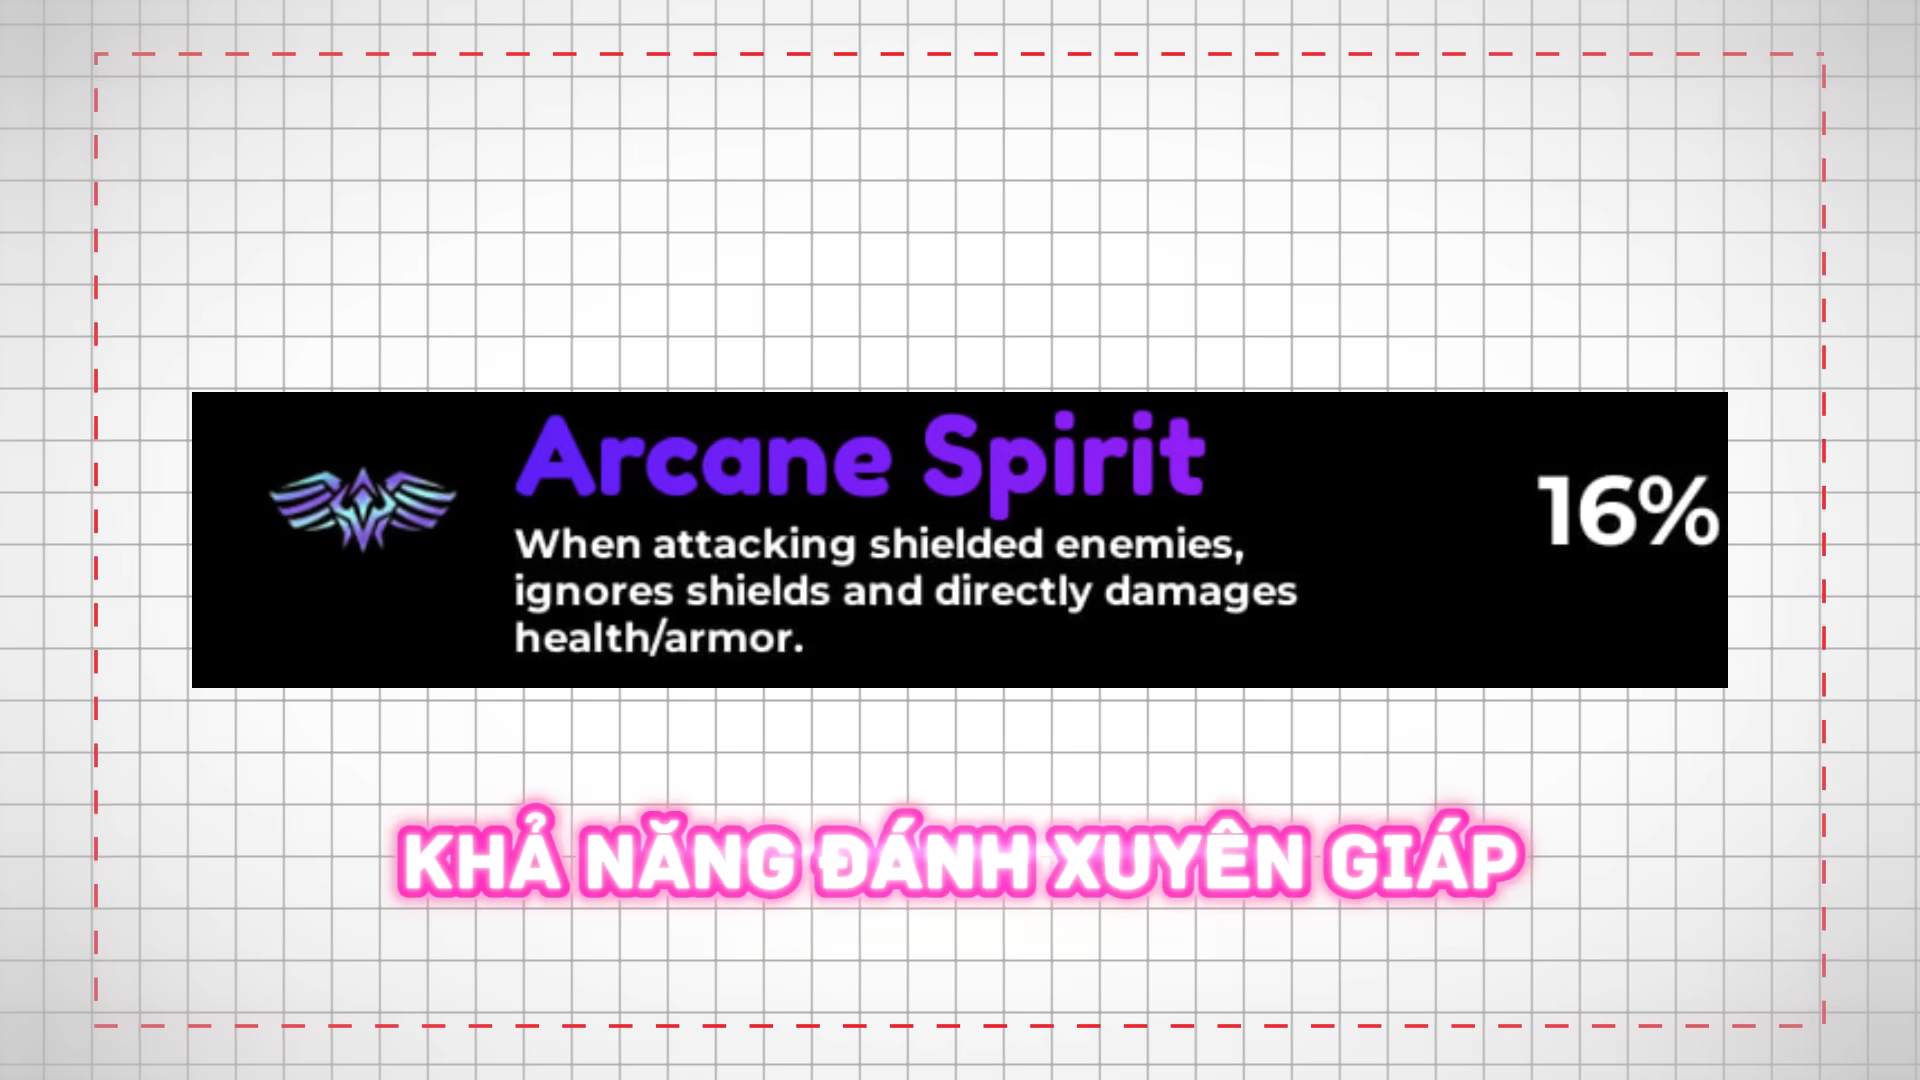 Arcane Spirit
When attacking shielded enemies,
ignores shields and directly damages
health/armor.
16%
KHẢ NĂNG ĐÁNH XUYÊN GIÁP